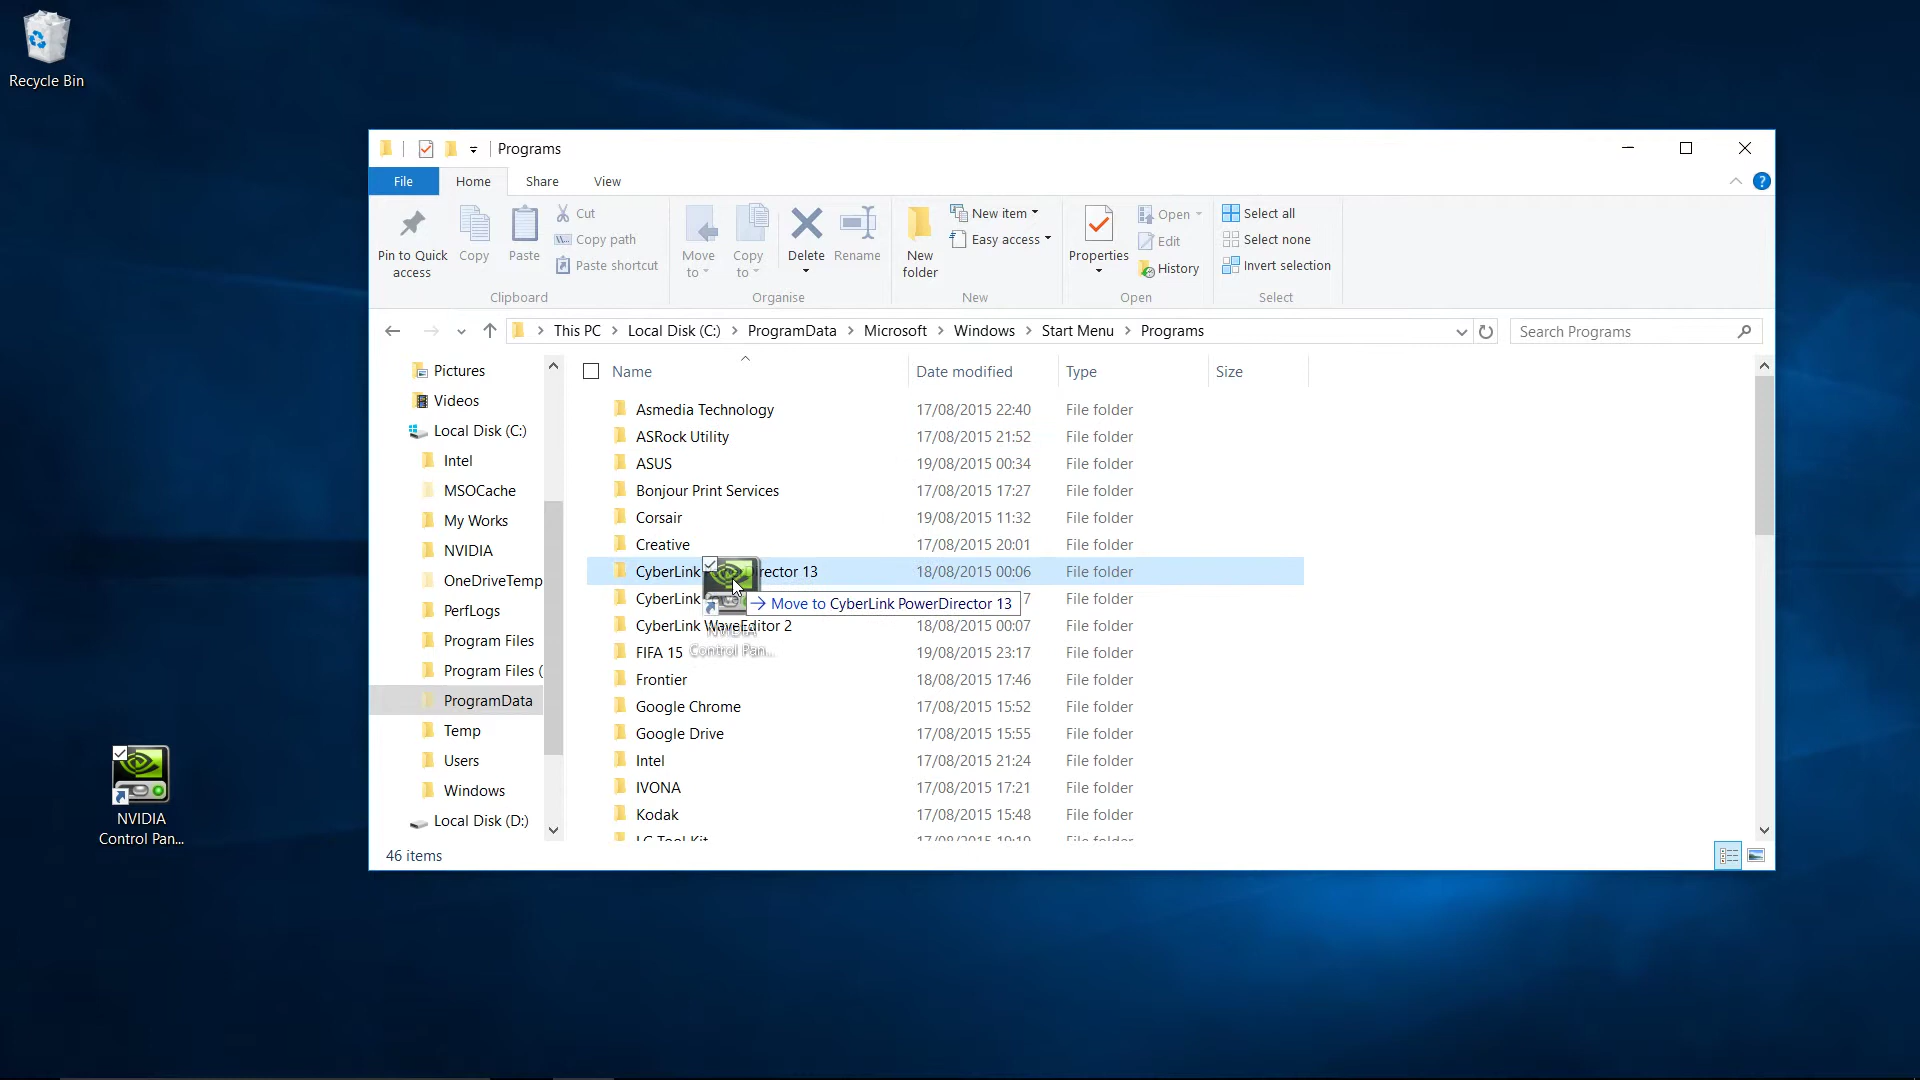 Recycle Bin
Programs
File
Home
Share
View
Pin to Quick
access
Copy
Paste
Cut
Copy path
Paste shortcut
Clipboard
Move
to
Copy
to
Delete
Rename
Organise
New
folder
New item
Easy access
New
Properties
Open
Edit
History
Open
Select all
Select none
Invert selection
Select
This PC
Local Disk (C:)
ProgramData
Microsoft
Windows
Start Menu
Programs
Search Programs
Pictures
Videos
Local Disk (C:)
Intel
MSOCache
My Works
NVIDIA
OneDriveTemp
PerfLogs
Program Files
Program Files (
ProgramData
Temp
Users
Windows
Local Disk (D:)
Name Date modified Type Size
Asmedia Technology 17/08/2015 22:40 File folder
ASRock Utility 17/08/2015 21:52 File folder
ASUS 19/08/2015 00:34 File folder
Bonjour Print Services 17/08/2015 17:27 File folder
Corsair 19/08/2015 11:32 File folder
Creative 17/08/2015 20:01 File folder
CyberLink irector 13 18/08/2015 00:06 File folder
CyberLink 7 File folder
Move to CyberLink PowerDirector 13
CyberLink WaveEditor 2 18/08/2015 00:07 File folder
NVIDIA
Control Pan...
FIFA 15 19/08/2015 23:17 File folder
Frontier 18/08/2015 17:46 File folder
Google Chrome 17/08/2015 15:52 File folder
Google Drive 17/08/2015 15:55 File folder
Intel 17/08/2015 21:24 File folder
IVONA 17/08/2015 17:21 File folder
Kodak 17/08/2015 15:48 File folder
LG Tool Kit 17/08/2015 19:19 File folder
46 items
NVIDIA
Control Pan...